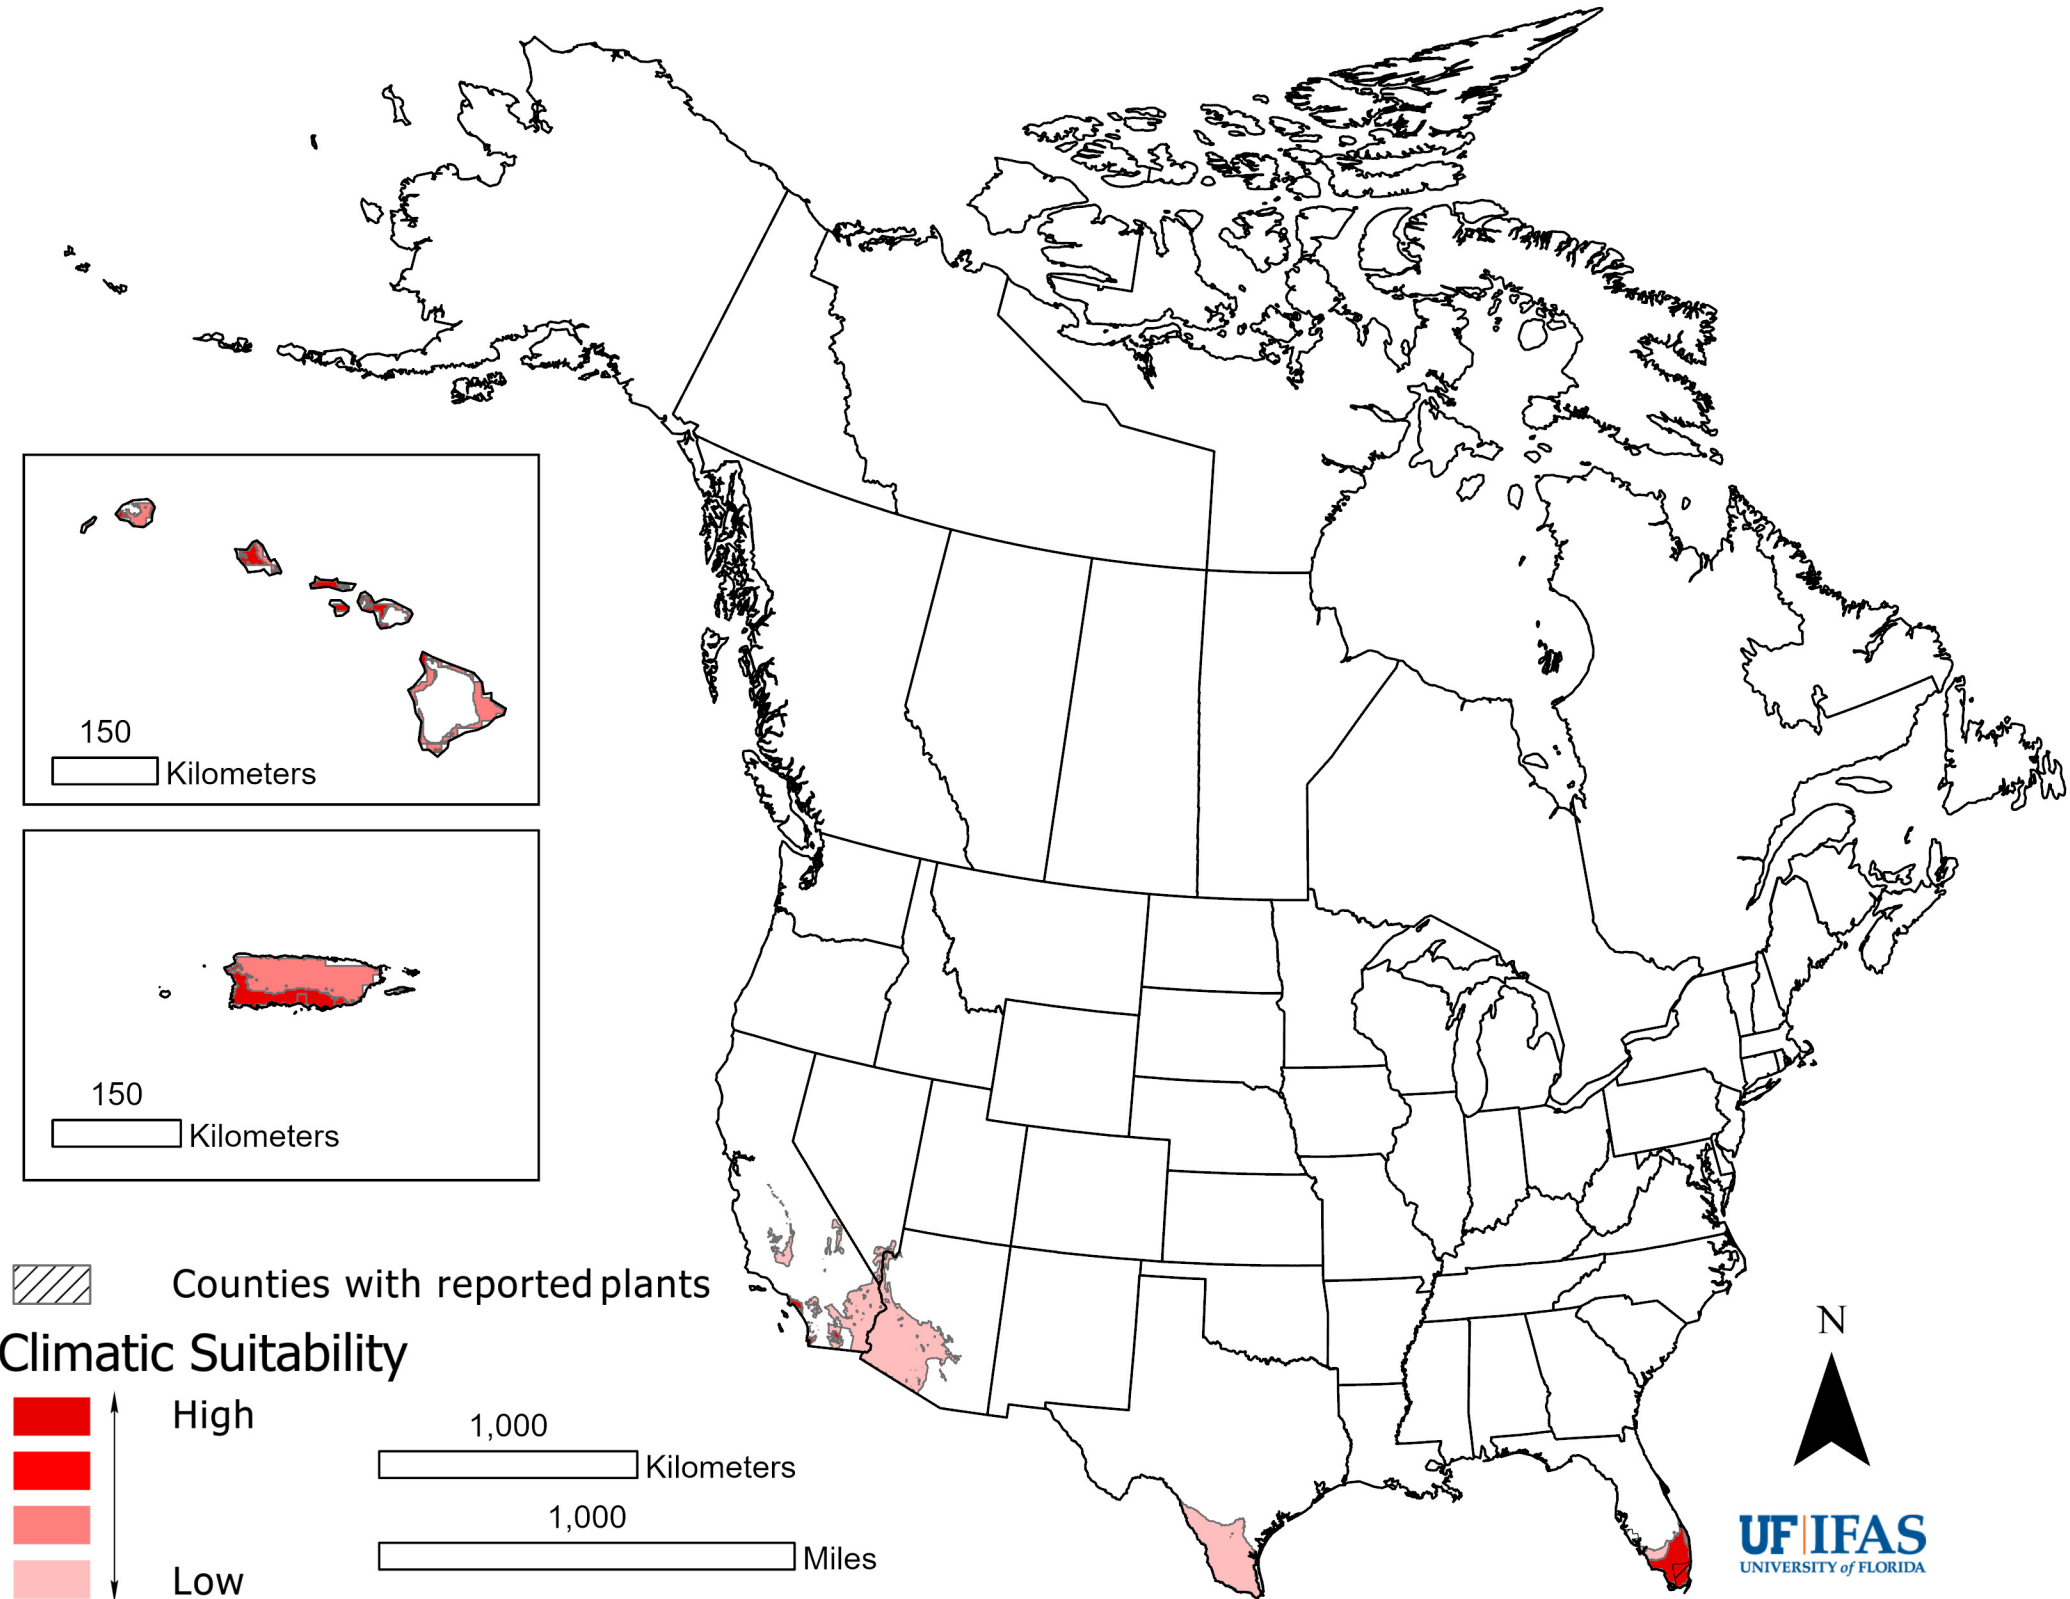 150
Kilometers
150
Kilometers
Counties with reported plants
Climatic Suitability
High
Low
1,000
Kilometers
1,000
Miles
N
UF|IFAS
UNIVERSITY of FLORIDA